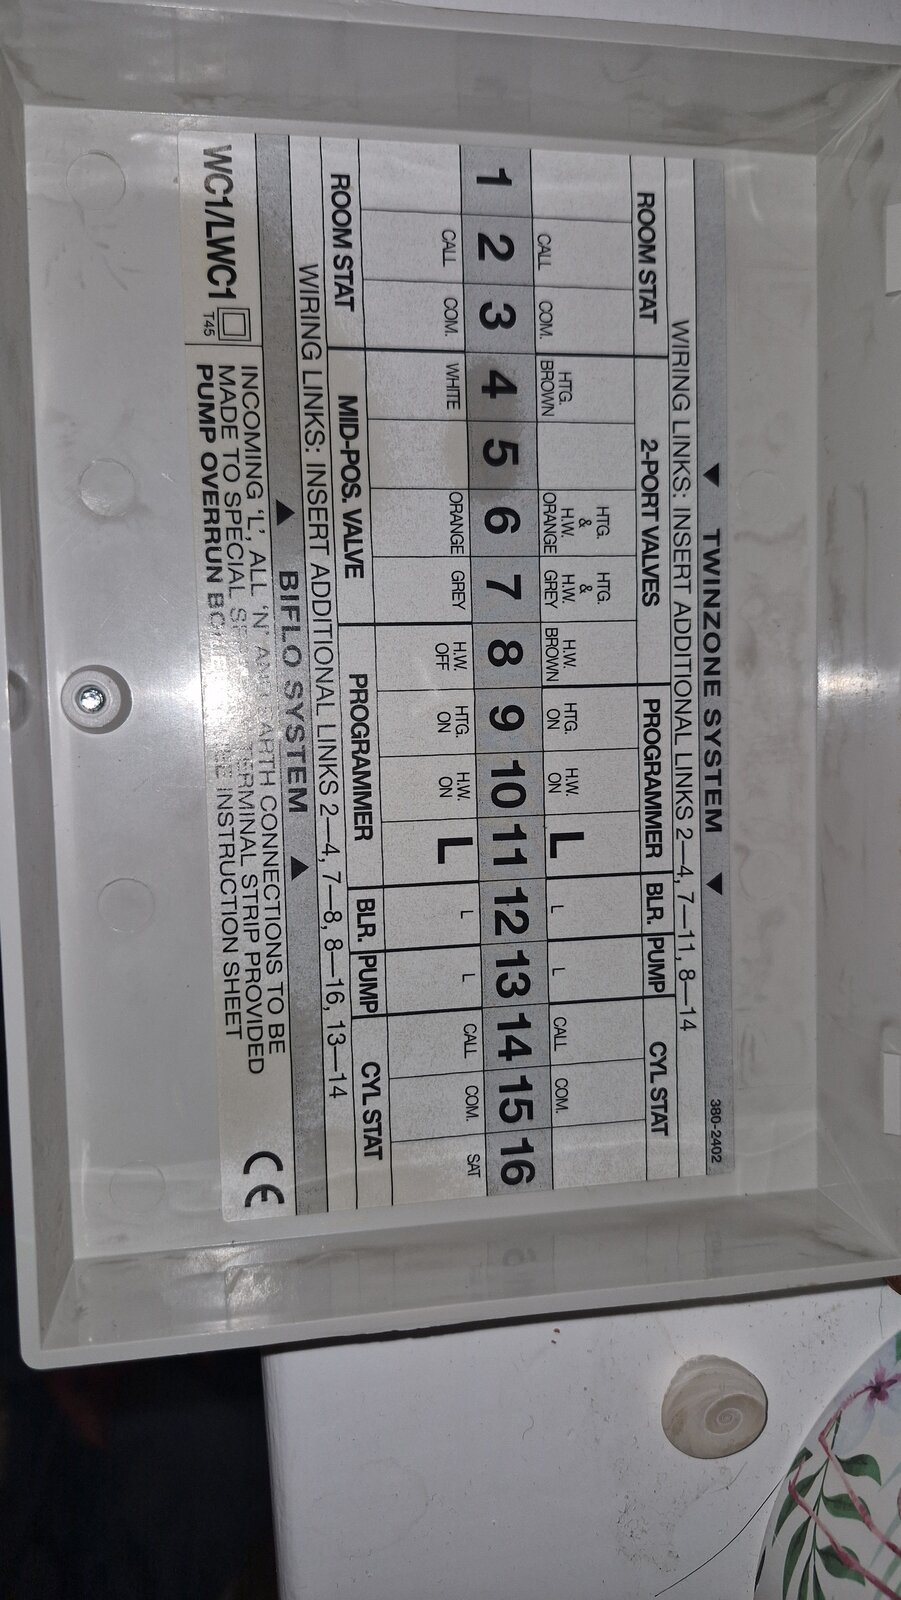 ▼ TWINZONE SYSTEM ▼ 380-2402
WIRING LINKS: INSERT ADDITIONAL LINKS 2—4, 7—11, 8—14
ROOM STAT 2-PORT VALVES PROGRAMMER BLR. PUMP CYL STAT
CALL COM. HTG. BROWN HTG. & H.W. ORANGE HTG. & H.W. GREY H.W. BROWN HTG. ON H.W. ON L L L CALL COM.
1 2 3 4 5 6 7 8 9 10 11 12 13 14 15 16
CALL COM. WHITE ORANGE GREY H.W. OFF HTG. ON H.W. ON L L L CALL COM. SAT
ROOM STAT MID-POS. VALVE PROGRAMMER BLR. PUMP CYL STAT
WIRING LINKS: INSERT ADDITIONAL LINKS 2—4, 7—8, 8—16, 13—14
▲ BIFLO SYSTEM ▲
WC1/LWC1 T45
INCOMING 'L', ALL 'N' CONNECTIONS TO BE
MADE TO SPECIAL STRIP PROVIDED
PUMP OVERRUN INSTRUCTION SHEET
CE